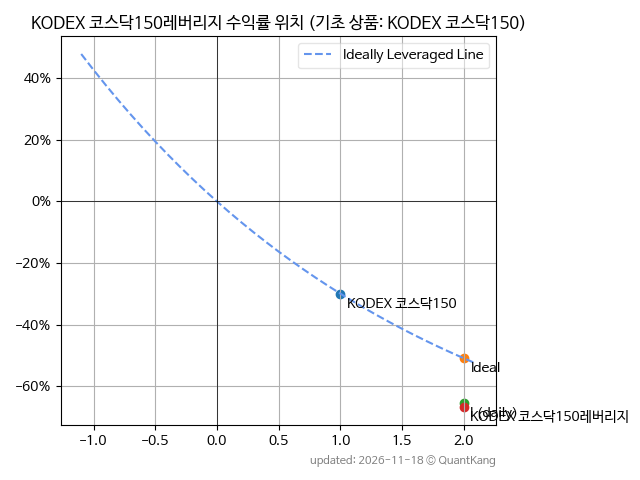 KODEX 코스닥150레버리지 수익률 위치 (기초 상품: KODEX 코스닥150)
Ideally Leveraged Line
40%
20%
0%
−20%
−40%
−60%
KODEX 코스닥150
Ideal
(daily)
KODEX 코스닥150레버리지
−1.0
−0.5
0.0
0.5
1.0
1.5
2.0
updated: 2026-11-18 © QuantKang